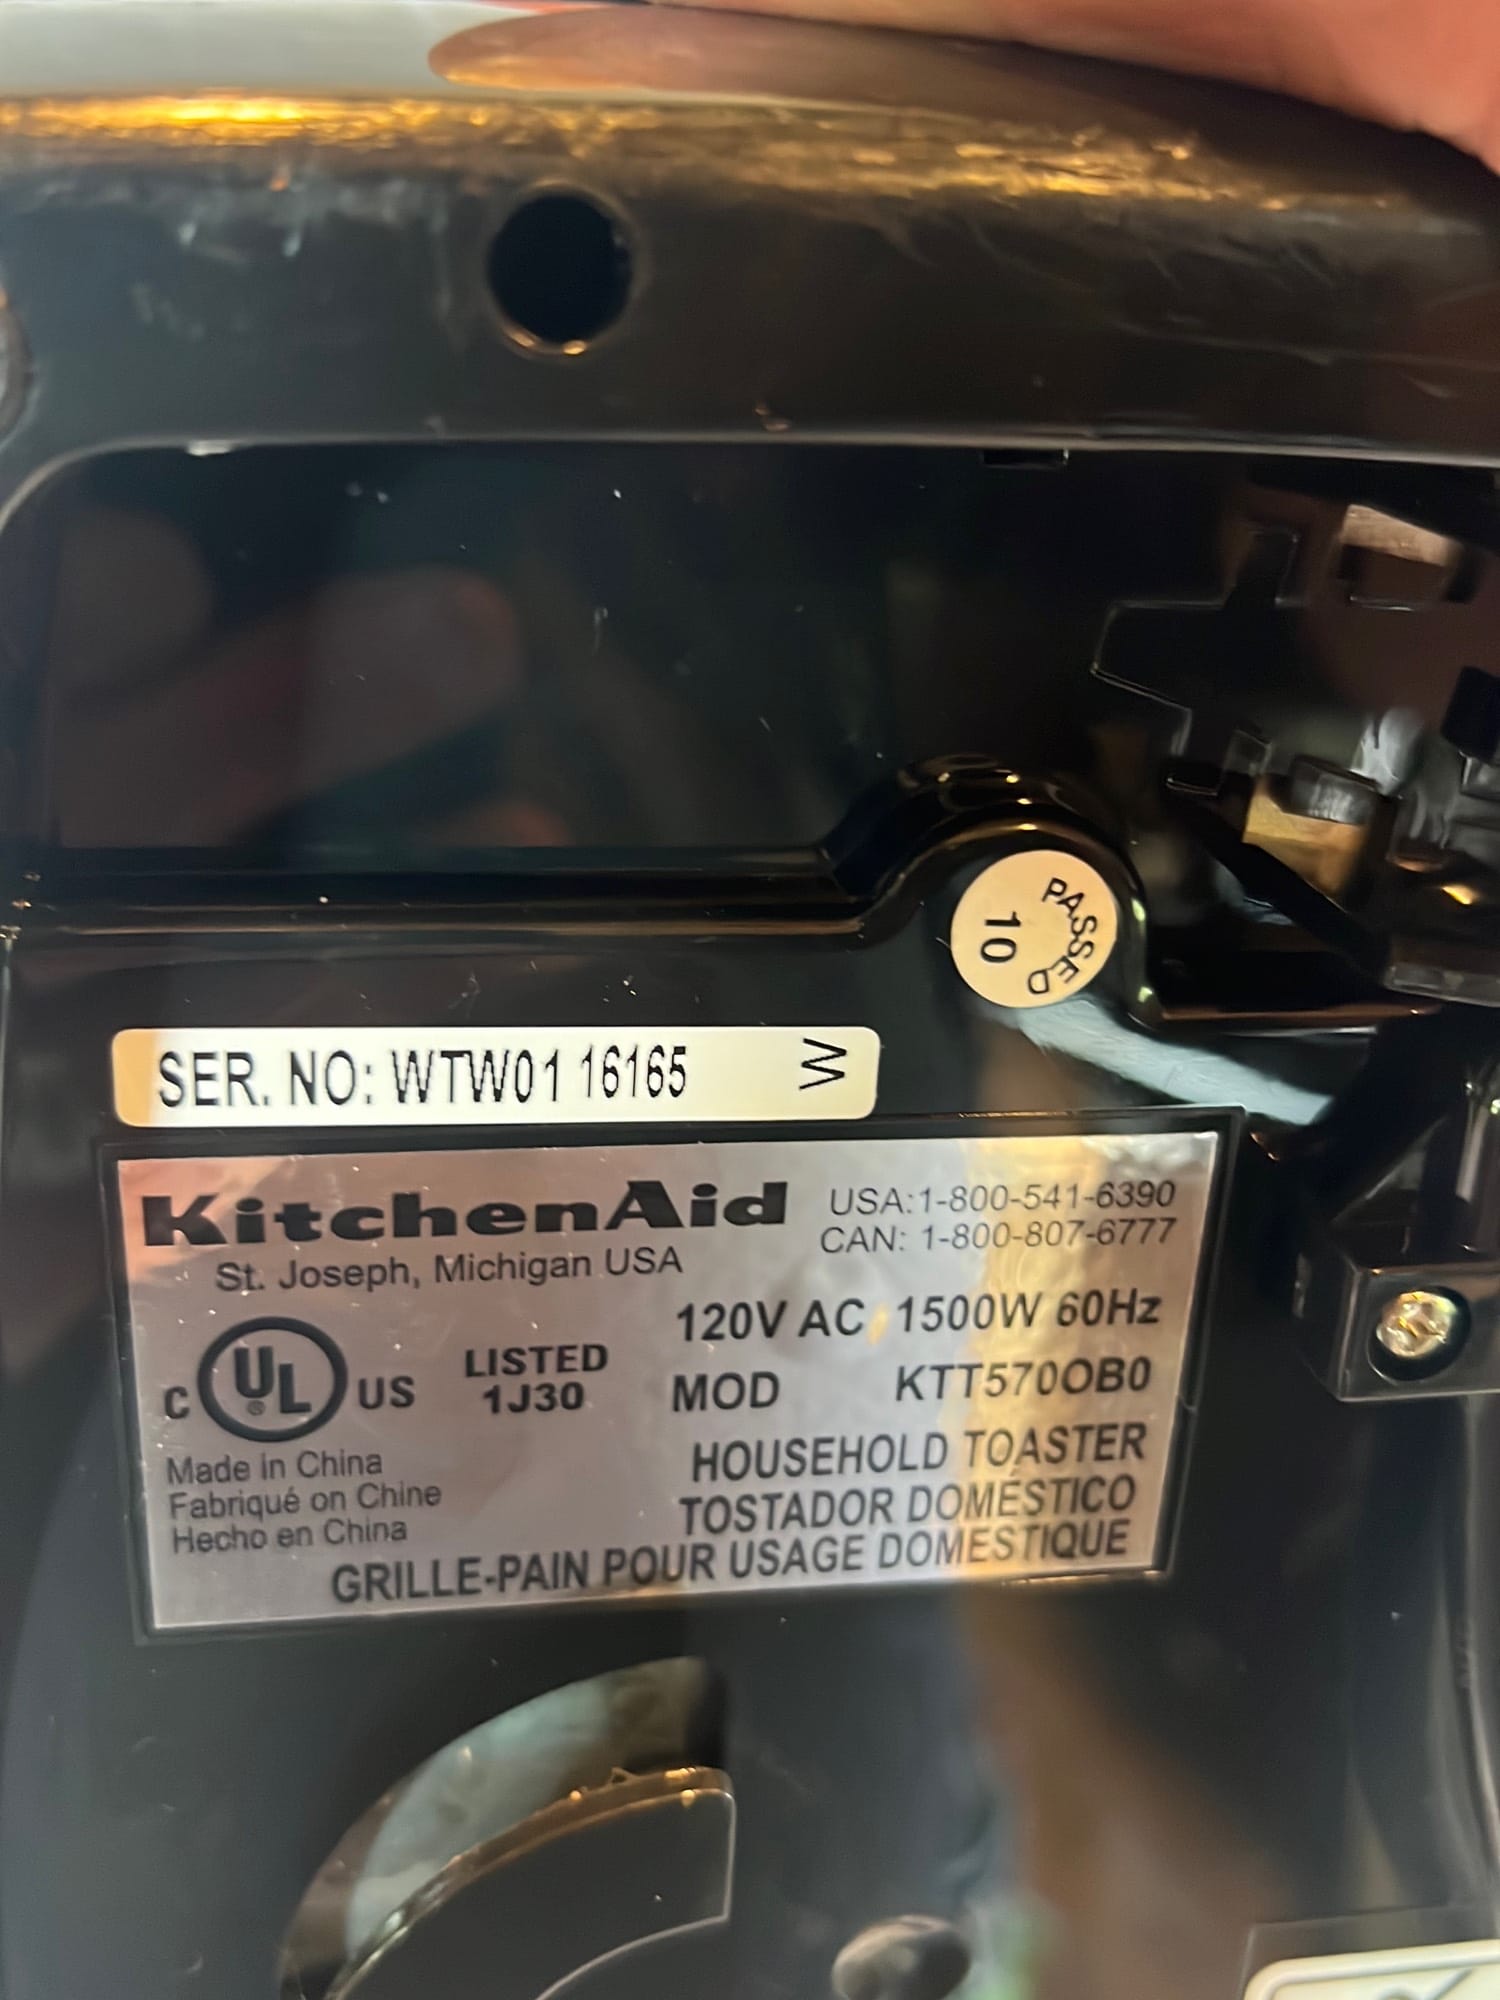 PASSED
10
SER. NO: WTW01 16165 W
KitchenAid
St. Joseph, Michigan USA
USA:1-800-541-6390
CAN: 1-800-807-6777
120V AC 1500W 60Hz
C UL ® US
LISTED
1J30
MOD KTT570OB0
Made in China
Fabriqué on Chine
Hecho en China
HOUSEHOLD TOASTER
TOSTADOR DOMÉSTICO
GRILLE-PAIN POUR USAGE DOMESTIQUE